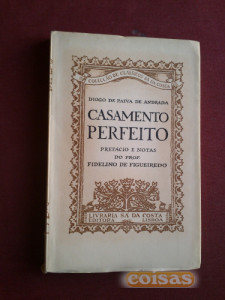 COLECÇÃO DE CLÁSSICOS SÁ DA COSTA
DIOGO DE PAIVA DE ANDRADA
CASAMENTO
PERFEITO
PREFÁCIO E NOTAS
DO PROF.
FIDELINO DE FIGUEIREDO
LIVRARIA SÁ DA COSTA
EDITORA LISBOA
coisas